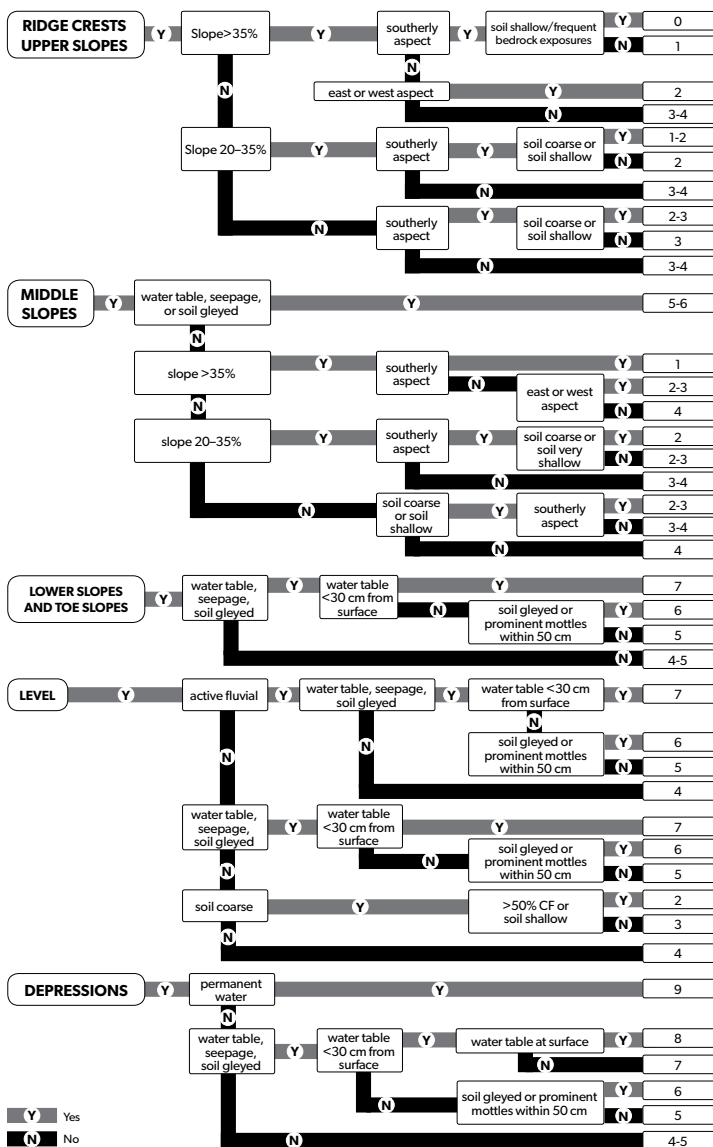 RIDGE CRESTS
UPPER SLOPES
Y
Slope>35%
Y
southerly
aspect
Y
soil shallow/frequent
bedrock exposures
Y
0
N
1
N
N
east or west aspect
Y
2
N
3-4
Slope 20–35%
Y
southerly
aspect
Y
soil coarse or
soil shallow
Y
1-2
N
2
N
3-4
N
southerly
aspect
Y
soil coarse or
soil shallow
Y
2-3
N
3
N
3-4
MIDDLE
SLOPES
Y
water table, seepage,
or soil gleyed
Y
5-6
N
slope >35%
Y
southerly
aspect
Y
1
N
east or west
aspect
Y
2-3
N
4
N
slope 20–35%
Y
southerly
aspect
Y
soil coarse or
soil very
shallow
Y
2
N
2-3
N
3-4
N
soil coarse
or soil
shallow
Y
southerly
aspect
Y
2-3
N
3-4
N
4
LOWER SLOPES
AND TOE SLOPES
Y
water table,
seepage,
soil gleyed
Y
water table
<30 cm from
surface
Y
7
N
soil gleyed or
prominent mottles
within 50 cm
Y
6
N
5
N
4-5
LEVEL
Y
active fluvial
Y
water table, seepage,
soil gleyed
Y
water table <30 cm
from surface
Y
7
N
soil gleyed or
prominent mottles
within 50 cm
Y
6
N
5
N
4
N
water table,
seepage,
soil gleyed
Y
water table
<30 cm from
surface
Y
7
N
soil gleyed or
prominent mottles
within 50 cm
Y
6
N
5
N
soil coarse
Y
>50% CF or
soil shallow
Y
2
N
3
N
4
DEPRESSIONS
Y
permanent
water
Y
9
N
water table,
seepage,
soil gleyed
Y
water table
<30 cm from
surface
Y
water table at surface
Y
8
N
7
N
soil gleyed or prominent
mottles within 50 cm
Y
6
N
5
N
4-5
Y Yes
N No